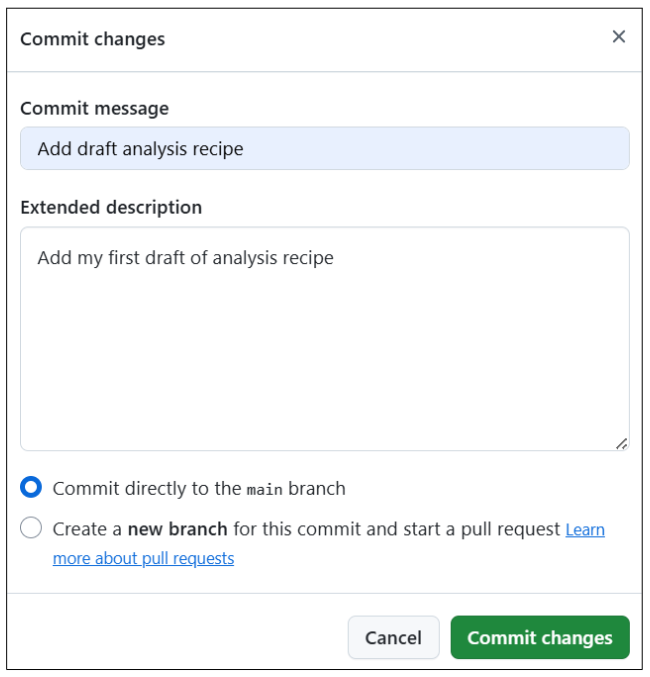 Commit changes
Commit message
Add draft analysis recipe
Extended description
Add my first draft of analysis recipe
Commit directly to the main branch
Create a new branch for this commit and start a pull request Learn
more about pull requests
Cancel Commit changes